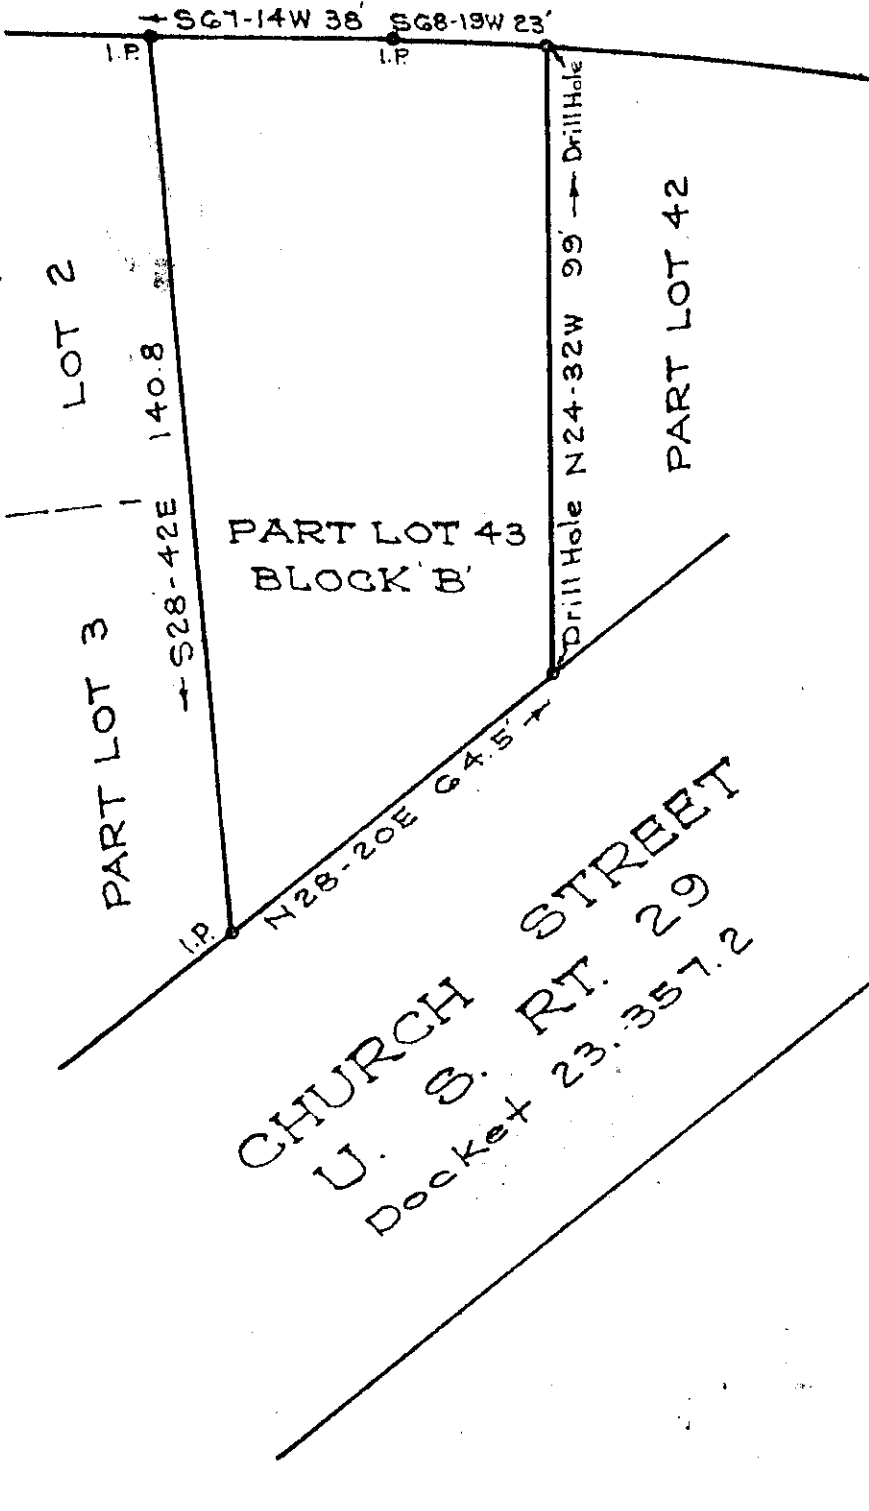 S67-14W 38' S68-19W 23'
I.P.
I.P.
Drill Hole N24-32W 99' Drill Hole
LOT 2
S28-42E 140.8
PART LOT 42
PART LOT 43
BLOCK 'B'
PART LOT 3
N28-20E 64.5'
I.P.
CHURCH STREET
U. S. RT. 29
Docket 23.357.2